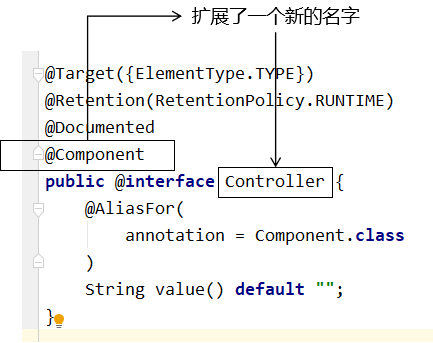 扩展了一个新的名字
@Target({ElementType.TYPE})
@Retention(RetentionPolicy.RUNTIME)
@Documented
@Component
public @interface Controller {
    @AliasFor(
        annotation = Component.class
    )
    String value() default "";
}